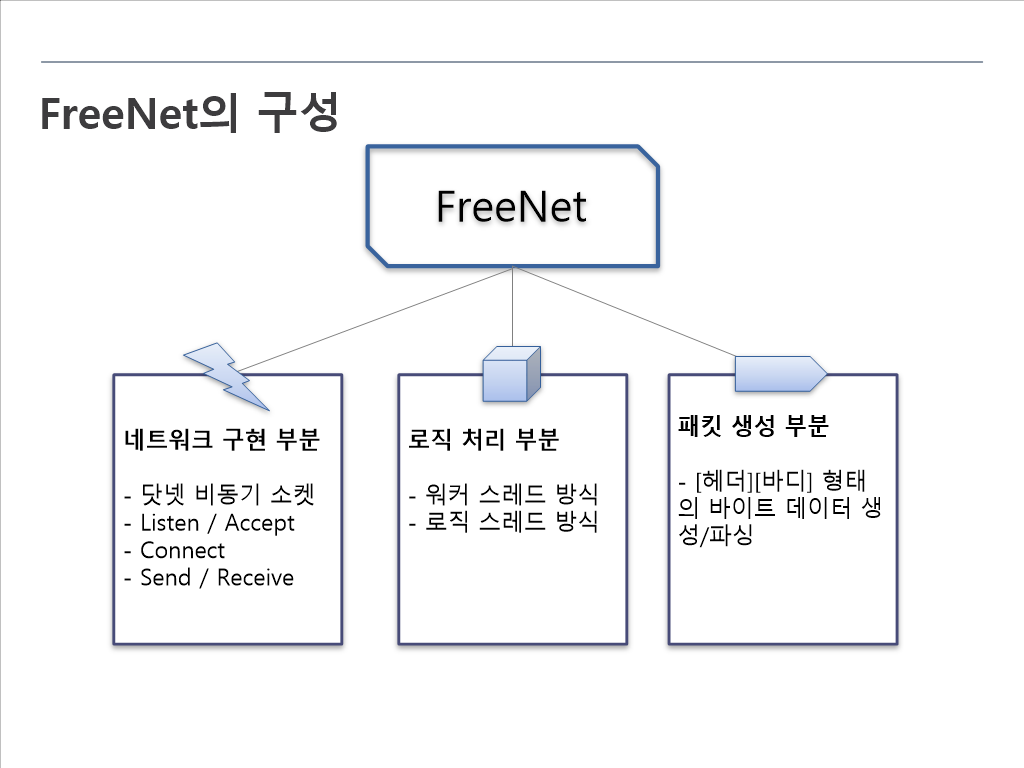 FreeNet의 구성
FreeNet
네트워크 구현 부분
- 닷넷 비동기 소켓
- Listen / Accept
- Connect
- Send / Receive
로직 처리 부분
- 워커 스레드 방식
- 로직 스레드 방식
패킷 생성 부분
- [헤더][바디] 형태
의 바이트 데이터 생
성/파싱